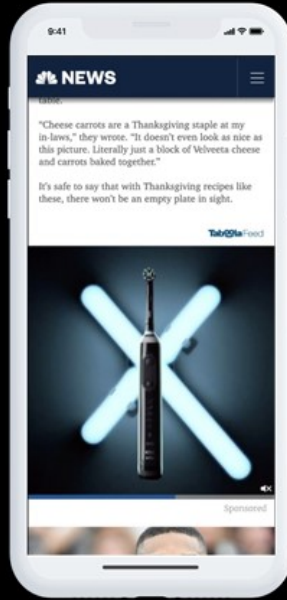 9:41
NEWS
table.
“Cheese carrots are a Thanksgiving staple at my
in-laws,” they wrote. “It doesn’t even look as nice as
this picture. Literally just a block of Velveeta cheese
and carrots baked together.”
It’s safe to say that with Thanksgiving recipes like
these, there won’t be an empty plate in sight.
Taboola Feed
Sponsored